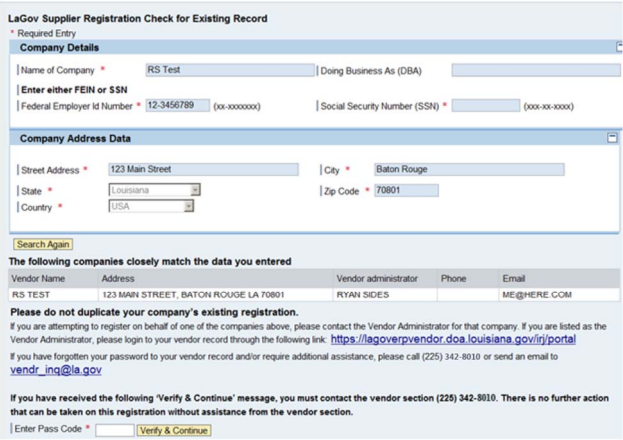 LaGov Supplier Registration Check for Existing Record
* Required Entry
Company Details
Name of Company * RS Test Doing Business As (DBA)
Enter either FEIN or SSN
Federal Employer Id Number * 12-3456789 (xx-xxxxxxx) Social Security Number (SSN) * (xxx-xx-xxxx)
Company Address Data
Street Address * 123 Main Street City * Baton Rouge
State * Louisiana Zip Code * 70801
Country * USA
Search Again
The following companies closely match the data you entered
Vendor Name Address Vendor administrator Phone Email
RS TEST 123 MAIN STREET, BATON ROUGE LA 70801 RYAN SIDES ME@HERE.COM
Please do not duplicate your company's existing registration.
If you are attempting to register on behalf of one of the companies above, please contact the Vendor Administrator for that company. If you are listed as the
Vendor Administrator, please login to your vendor record through the following link: https://lagoverpvendor.doa.louisiana.gov/irj/portal
If you have forgotten your password to your vendor record and/or require additional assistance, please call (225) 342-8010 or send an email to
vendr_inq@la.gov
If you have received the following 'Verify & Continue' message, you must contact the vendor section (225) 342-8010. There is no further action
that can be taken on this registration without assistance from the vendor section.
Enter Pass Code * Verify & Continue